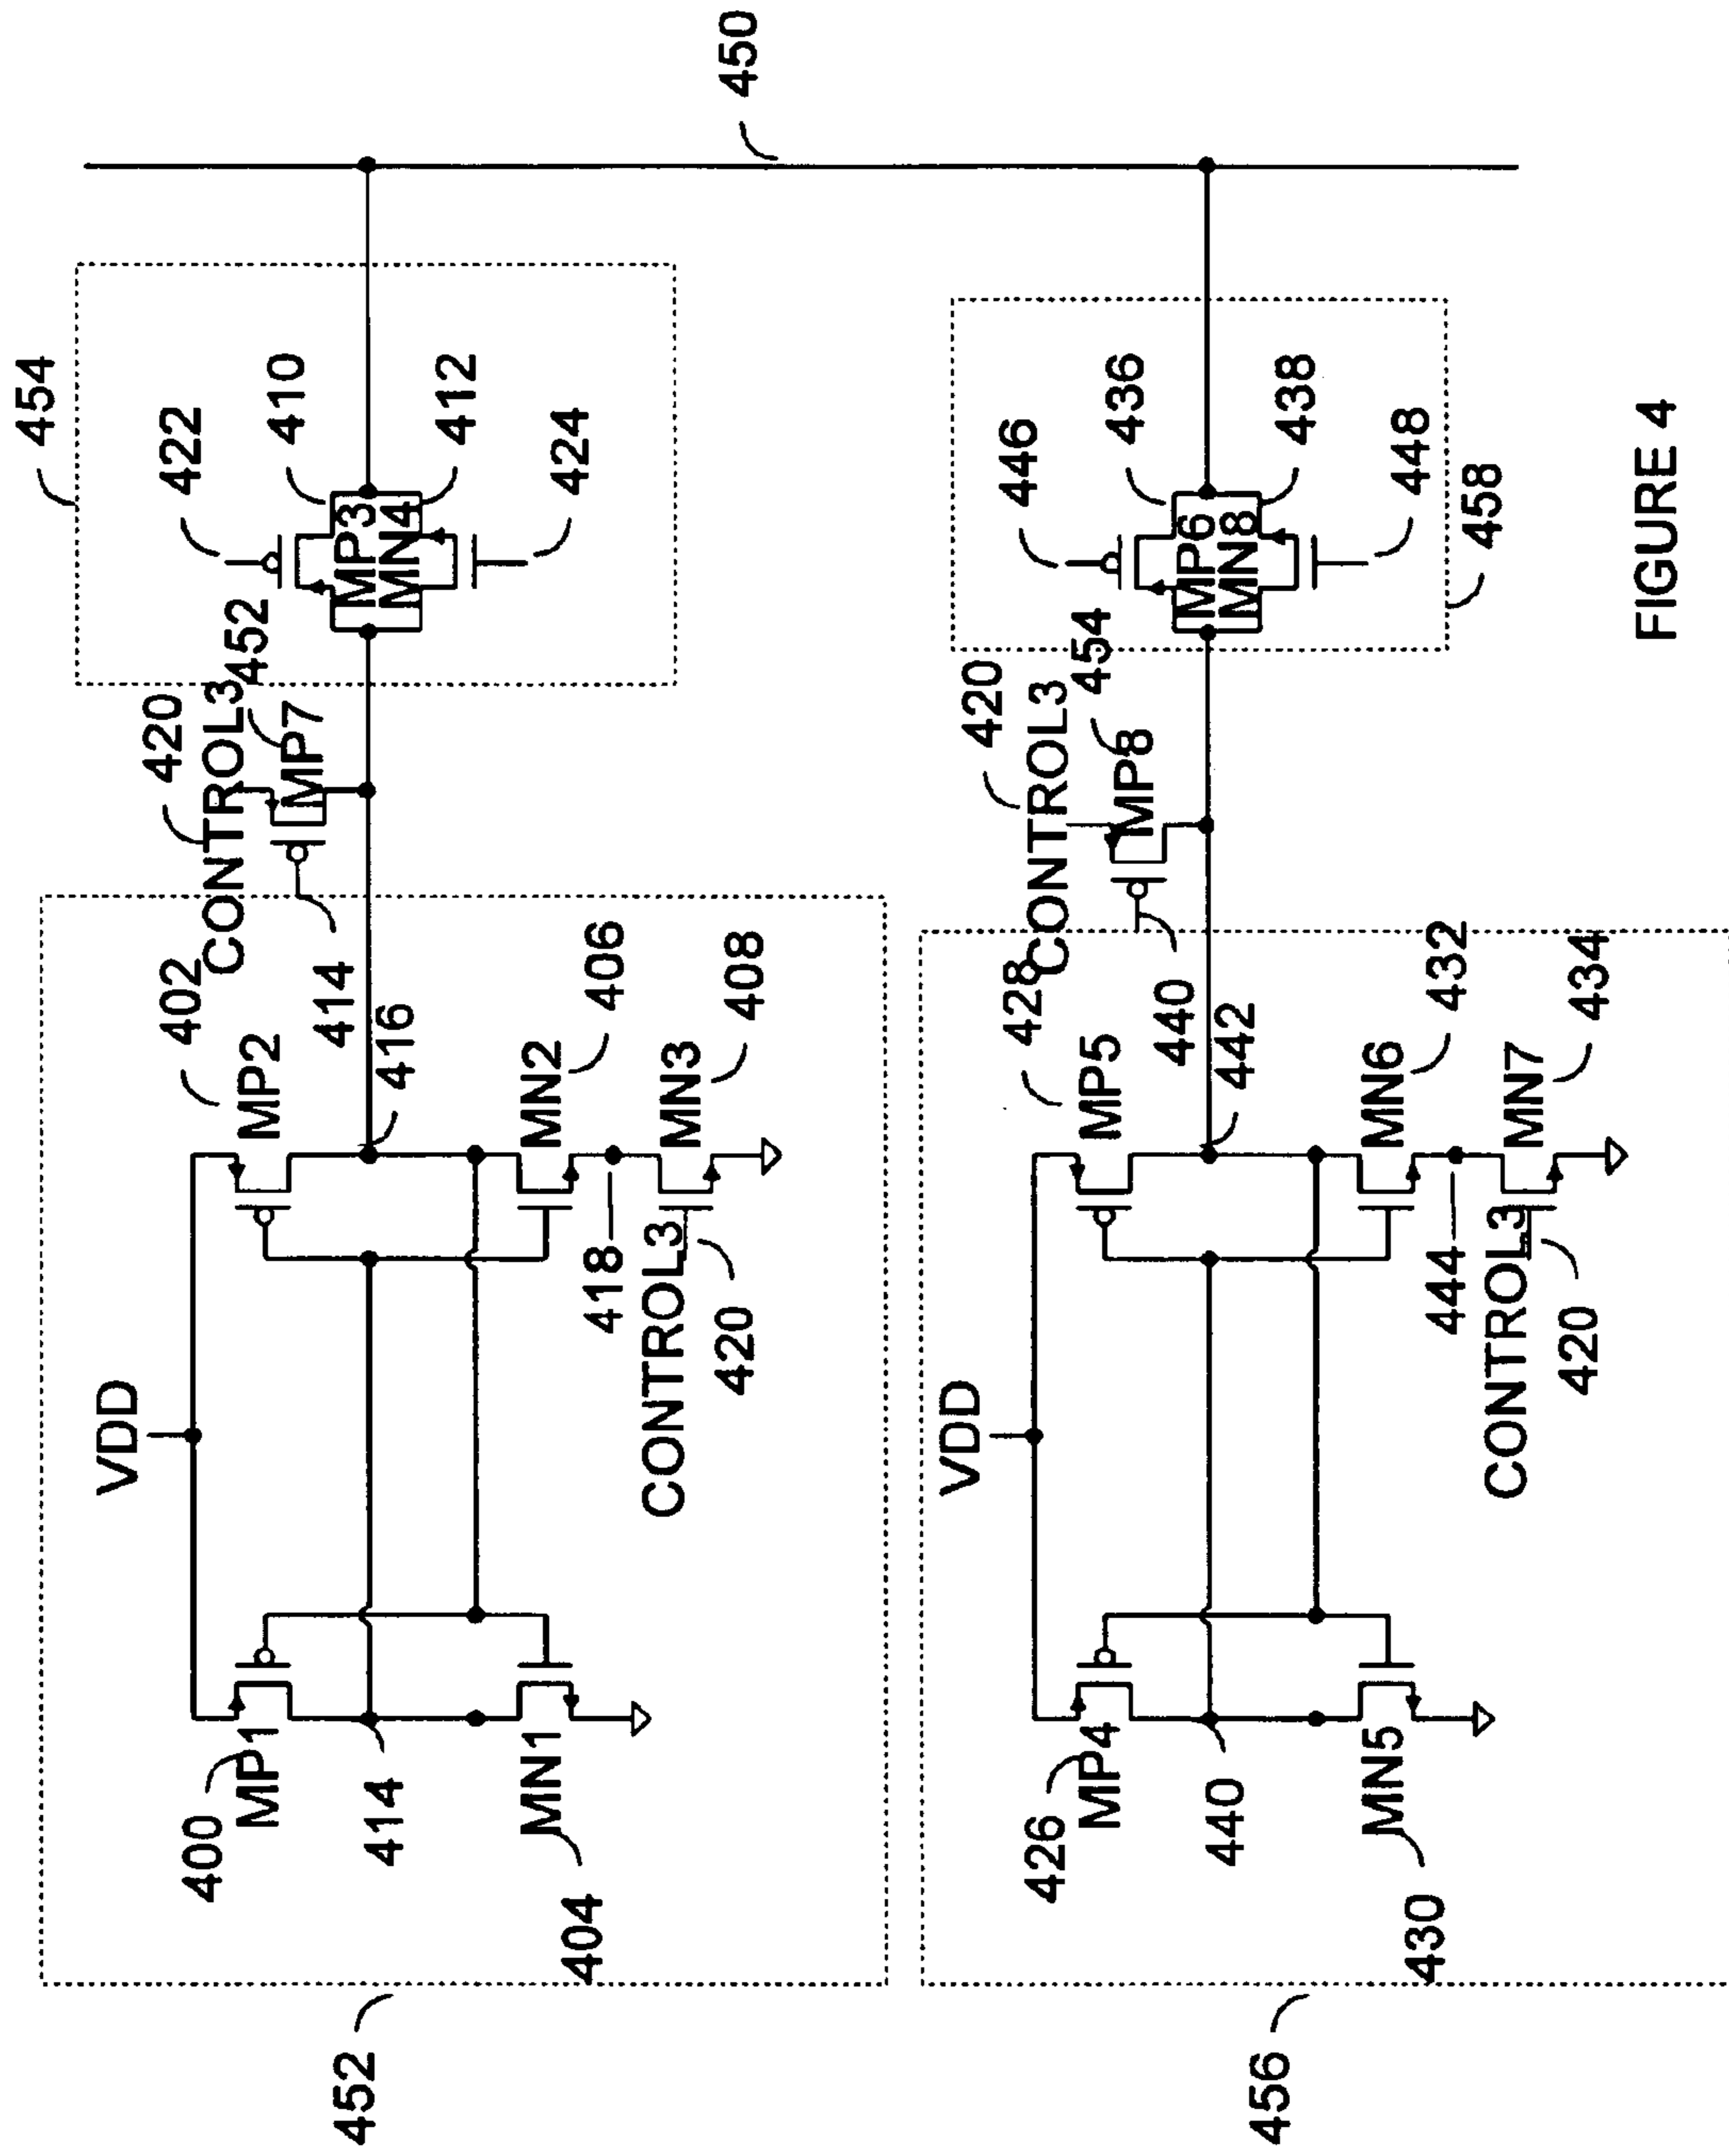 454
422
410
412
424
420
CONTROL3
452
MP7
MP3
MN4
450
452
VDD
402
MP2
414
416
MN2
406
418
MN3
408
CONTROL3
420
400
MP1
414
MN1
404
446
436
438
448
458
420
CONTROL3
454
MP8
MP6
MN8
456
VDD
428
MP5
440
442
MN6
432
444
MN7
434
CONTROL3
420
426
MP4
440
MN5
430
FIGURE 4